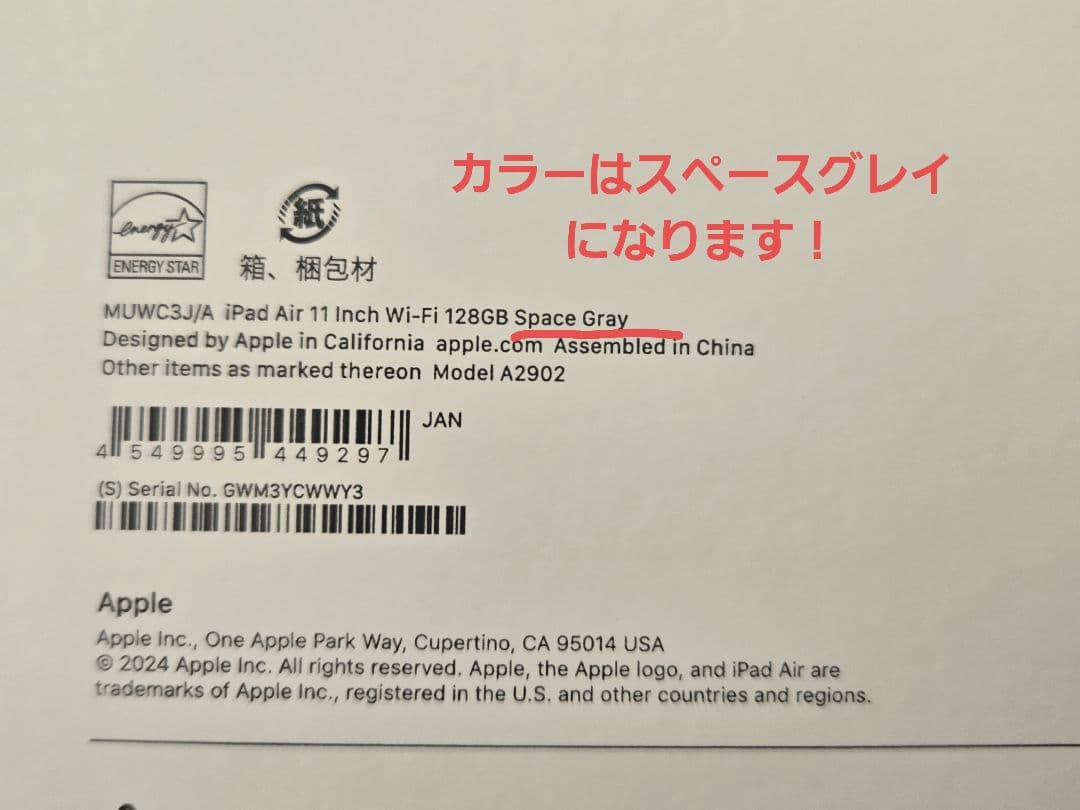 カラーはスペースグレイ
になります！
energy
ENERGY STAR
紙
箱、梱包材
MUWC3J/A iPad Air 11 Inch Wi-Fi 128GB Space Gray
Designed by Apple in California apple.com Assembled in China
Other items as marked thereon Model A2902
JAN
4 549995 449297
(S) Serial No. GWM3YCWWY3
Apple
Apple Inc., One Apple Park Way, Cupertino, CA 95014 USA
© 2024 Apple Inc. All rights reserved. Apple, the Apple logo, and iPad Air are
trademarks of Apple Inc., registered in the U.S. and other countries and regions.